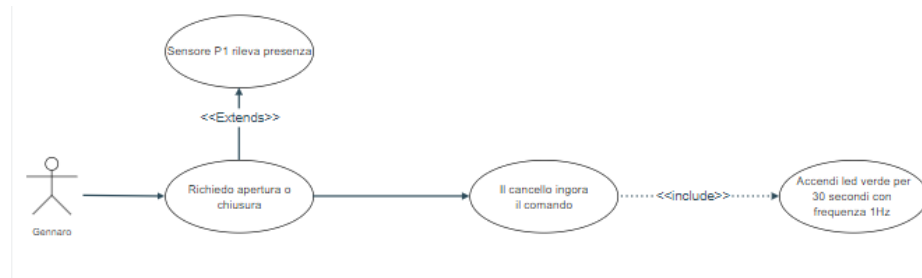 Sensore P1 rileva presenza
<<Extends>>
Richiedo apertura o
chiusura
Il cancello ingora
il comando
<<include>>
Accendi led verde per
30 secondi con
frequenza 1Hz
Gennaro